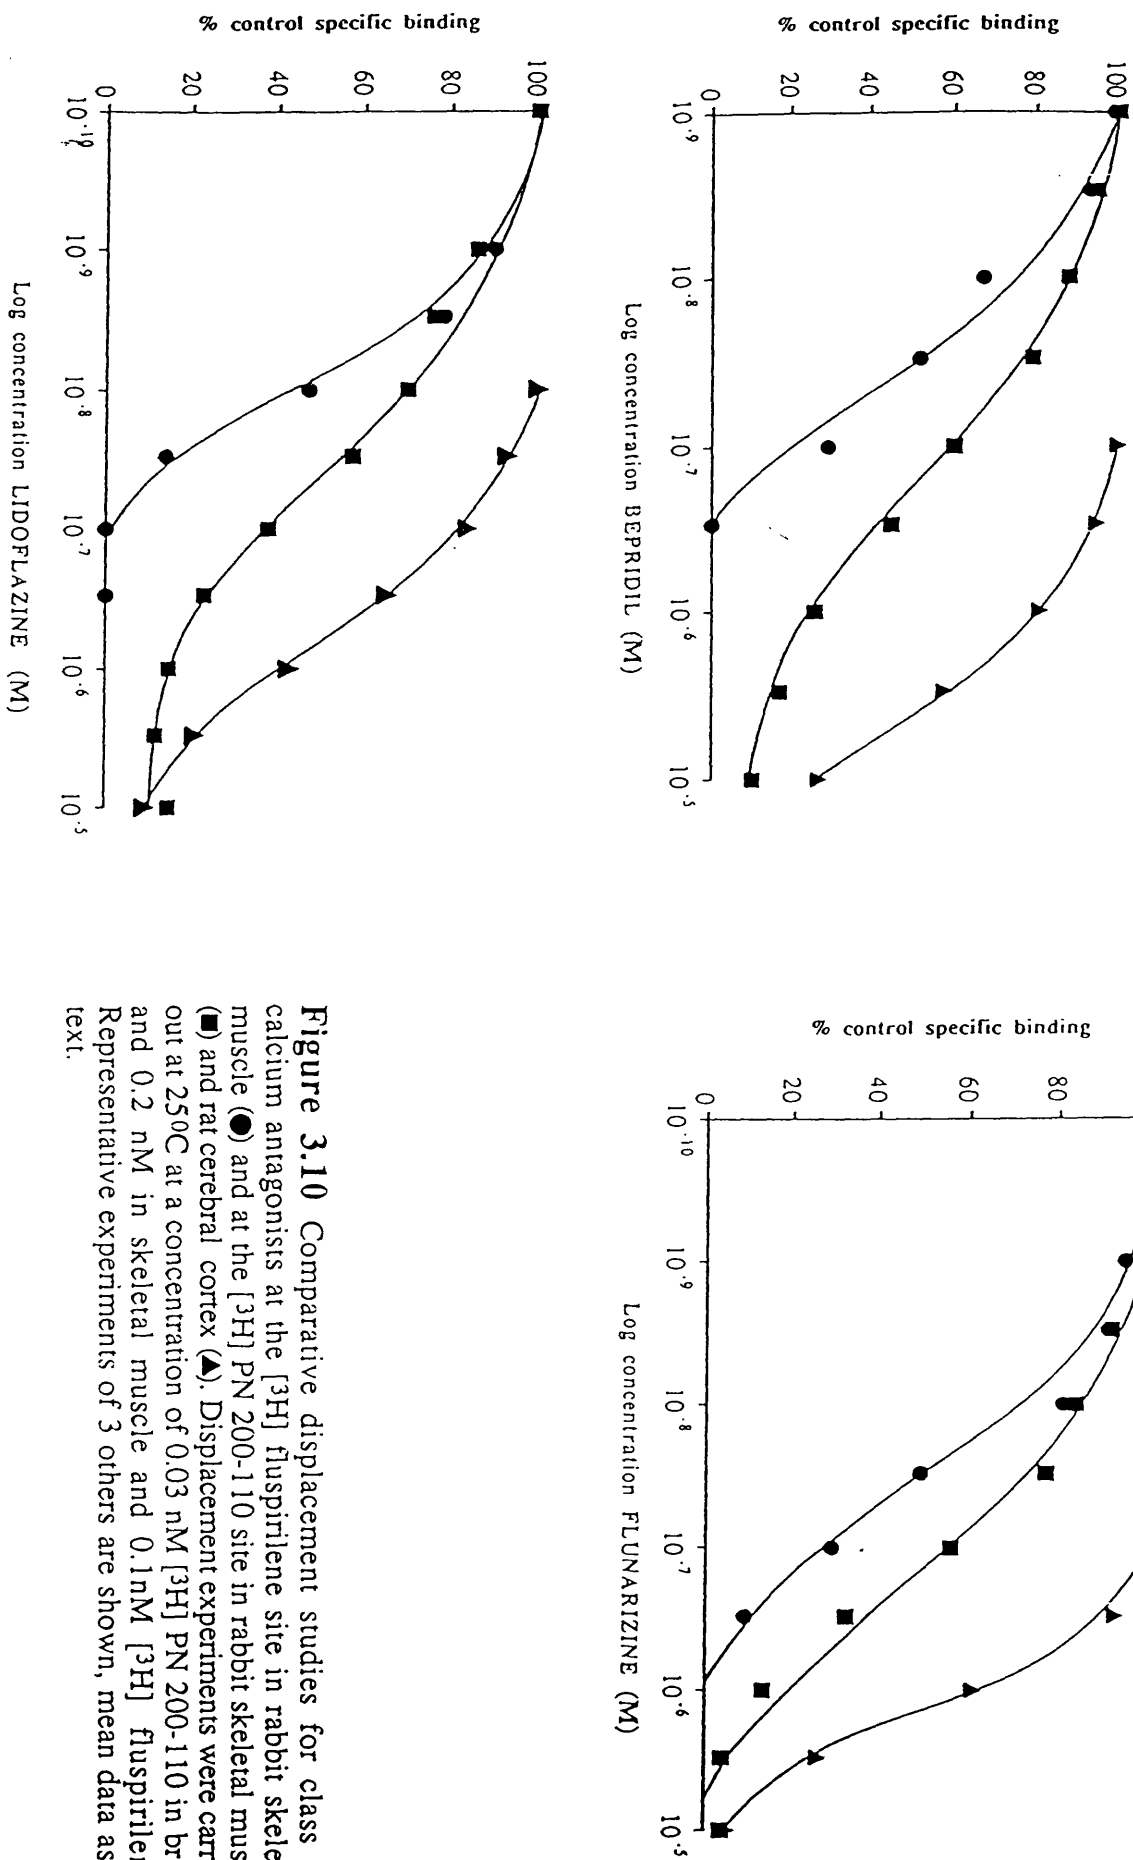 % control specific binding
0
20
40
60
80
100
10-9
10-8
10-7
10-6
10-5
Log concentration BEPRIDIL (M)
% control specific binding
0
20
40
60
80
10-10
10-9
10-8
10-7
10-6
10-5
Log concentration FLUNARIZINE (M)
% control specific binding
0
20
40
60
80
100
10-10
10-9
10-8
10-7
10-6
10-5
Log concentration LIDOFLAZINE (M)
Figure 3.10 Comparative displacement studies for class
calcium antagonists at the [3H] fluspirilene site in rabbit skele
muscle (●) and at the [3H] PN 200-110 site in rabbit skeletal mus
(■) and rat cerebral cortex (▲). Displacement experiments were carr
out at 25ºC at a concentration of 0.03 nM [3H] PN 200-110 in br
and 0.2 nM in skeletal muscle and 0.1nM [3H] fluspirile
Representative experiments of 3 others are shown, mean data as
text.